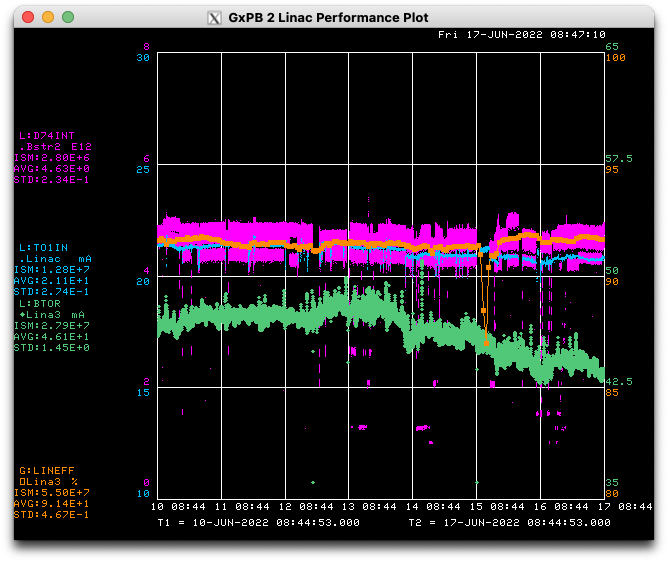 GxPB 2 Linac Performance Plot
Fri 17-JUN-2022 08:47:10
8
30
65
100
L:D74INT
.Bstr2 E12
ISM:2.80E+6
AVG:4.63E+0
STD:2.34E-1
6
25
57.5
95
L:TO1IN
.Linac mA
ISM:1.28E+7
AVG:2.11E+1
STD:2.74E-1
4
20
50
90
L:BTOR
◆Lina3 mA
ISM:2.79E+7
AVG:4.61E+1
STD:1.45E+0
2
15
42.5
85
G:LINEFF
□Lina3 %
ISM:5.50E+7
AVG:9.14E+1
STD:4.67E-1
0
10
35
80
10 08:44 11 08:44 12 08:44 13 08:44 14 08:44 15 08:44 16 08:44 17 08:44
T1 = 10-JUN-2022 08:44:53.000 T2 = 17-JUN-2022 08:44:53.000